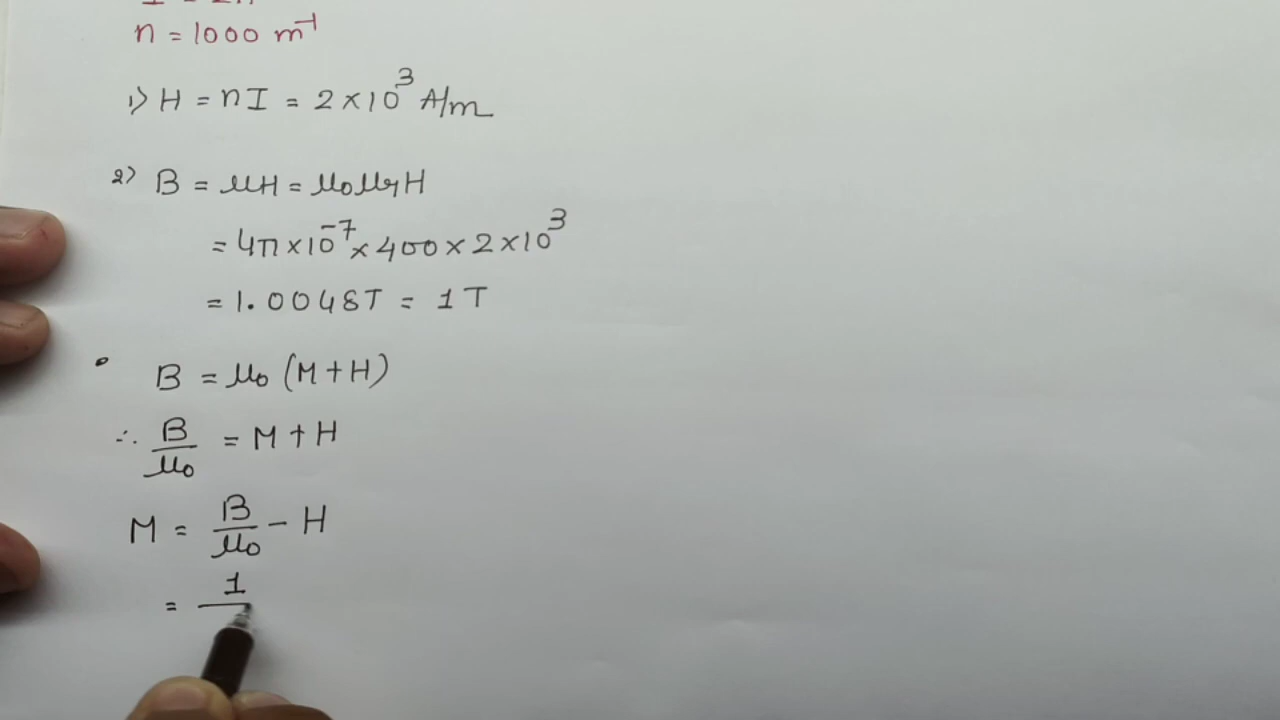 n = 1000 m⁻¹
1) H = nI = 2 × 10³ A/m
2) B = μH = μ₀μᵣH
= 4π × 10⁻⁷ × 400 × 2 × 10³
= 1.0048T = 1 T
• B = μ₀ (M + H)
∴ B/μ₀ = M + H
M = B/μ₀ − H
= 1